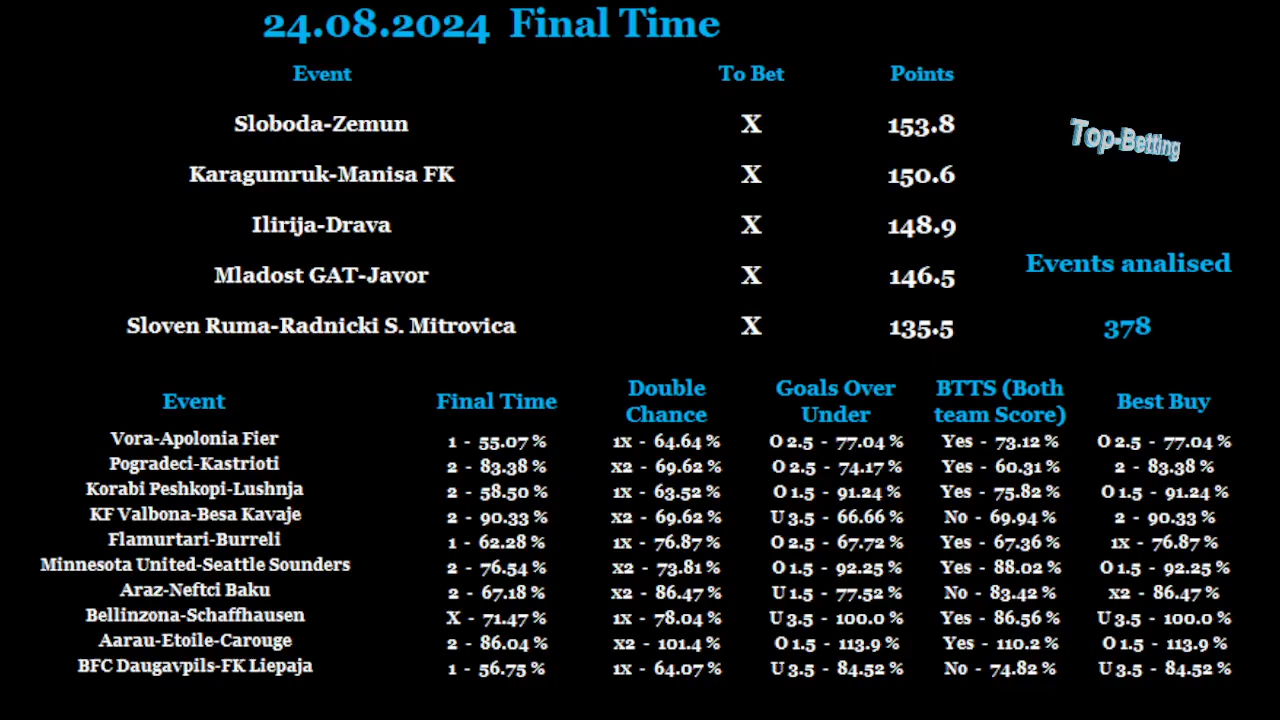 24.08.2024 Final Time
Event To Bet Points
Sloboda-Zemun X 153.8
Top-Betting
Karagumruk-Manisa FK X 150.6
Ilirija-Drava X 148.9
Events analised
Mladost GAT-Javor X 146.5
Sloven Ruma-Radnicki S. Mitrovica X 135.5 378
Event Final Time Double Chance Goals Over Under BTTS (Both team Score) Best Buy
Vora-Apolonia Fier 1 - 55.07 % 1x - 64.64 % O 2.5 - 77.04 % Yes - 73.12 % O 2.5 - 77.04 %
Pogradeci-Kastrioti 2 - 83.38 % x2 - 69.62 % O 2.5 - 74.17 % Yes - 60.31 % 2 - 83.38 %
Korabi Peshkopi-Lushnja 2 - 58.50 % 1x - 63.52 % O 1.5 - 91.24 % Yes - 75.82 % O 1.5 - 91.24 %
KF Valbona-Besa Kavaje 2 - 90.33 % x2 - 69.62 % U 3.5 - 66.66 % No - 69.94 % 2 - 90.33 %
Flamurtari-Burreli 1 - 62.28 % 1x - 76.87 % O 2.5 - 67.72 % Yes - 67.36 % 1x - 76.87 %
Minnesota United-Seattle Sounders 2 - 76.54 % x2 - 73.81 % O 1.5 - 92.25 % Yes - 88.02 % O 1.5 - 92.25 %
Araz-Neftci Baku 2 - 67.18 % x2 - 86.47 % U 1.5 - 77.52 % No - 83.42 % x2 - 86.47 %
Bellinzona-Schaffhausen X - 71.47 % 1x - 78.04 % U 3.5 - 100.0 % Yes - 86.56 % U 3.5 - 100.0 %
Aarau-Etoile-Carouge 2 - 86.04 % x2 - 101.4 % O 1.5 - 113.9 % Yes - 110.2 % O 1.5 - 113.9 %
BFC Daugavpils-FK Liepaja 1 - 56.75 % 1x - 64.07 % U 3.5 - 84.52 % No - 74.82 % U 3.5 - 84.52 %